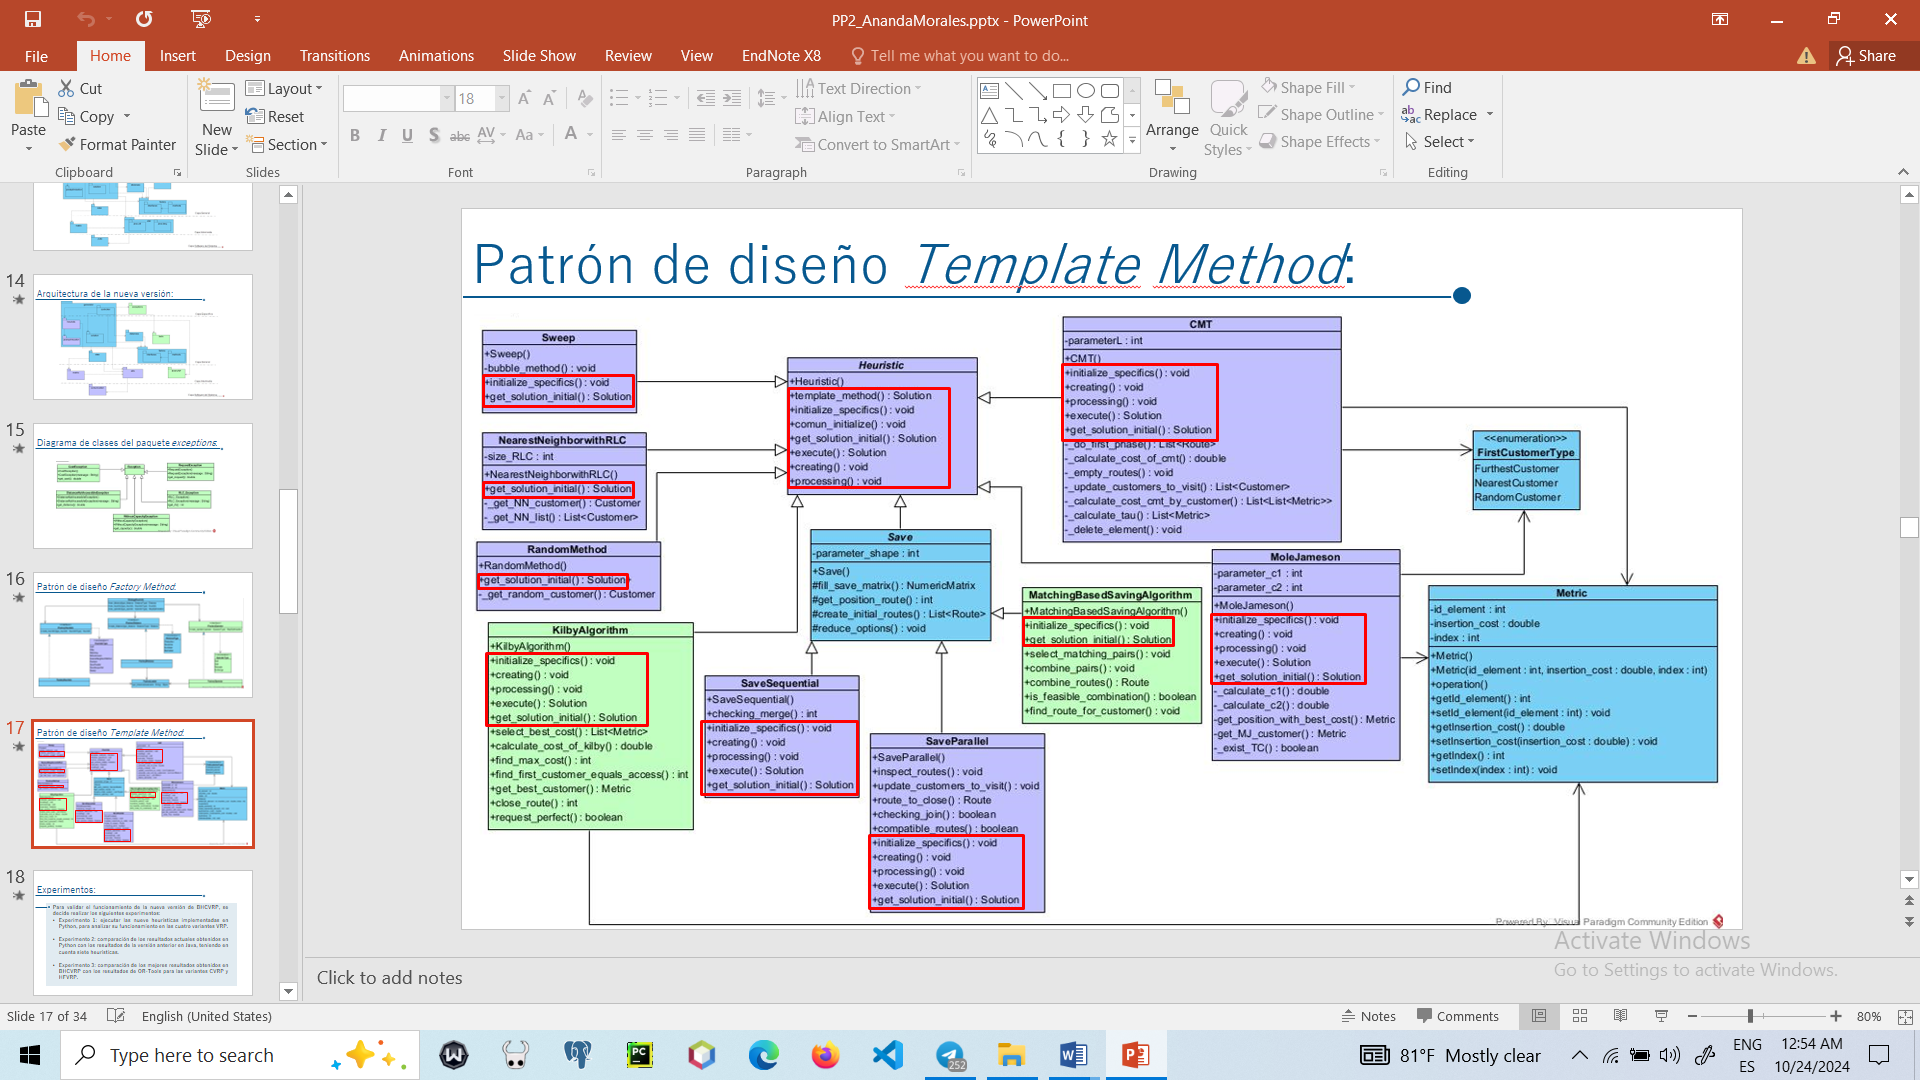 PP2_AnandaMorales.pptx - PowerPoint
File
Home
Insert
Design
Transitions
Animations
Slide Show
Review
View
EndNote X8
Tell me what you want to do...
Share
Paste
Cut
Copy
Format Painter
Clipboard
New
Slide
Layout
Reset
Section
Slides
18
Font
Text Direction
Align Text
Convert to SmartArt
Paragraph
Arrange
Quick
Styles
Shape Fill
Shape Outline
Shape Effects
Drawing
Find
Replace
Select
Editing
14
Arquitectura de la nueva versión:
15
Diagrama de clases del paquete exceptions:
16
Patrón de diseño Factory Method:
17
Patrón de diseño Template Method:
18
Experimentos:
Patrón de diseño Template Method:
Sweep
+Sweep()
-bubble_method() : void
+initialize_specifics() : void
+get_solution_initial() : Solution
NearestNeighborwithRLC
-size_RLC : int
+NearestNeighborwithRLC()
+get_solution_initial() : Solution
-_get_NN_customer() : Customer
-_get_NN_list() : List<Customer>
RandomMethod
+RandomMethod()
+get_solution_initial() : Solution
-_get_random_customer() : Customer
KilbyAlgorithm
+KilbyAlgorithm()
+initialize_specifics() : void
+creating() : void
+processing() : void
+execute() : Solution
+get_solution_initial() : Solution
+select_best_cost() : List<Metric>
+calculate_cost_of_kilby() : double
+find_max_cost() : int
+find_first_customer_equals_access() : int
+get_best_customer() : Metric
+close_route() : int
+request_perfect() : boolean
Heuristic
+Heuristic()
+template_method() : Solution
+initialize_specifics() : void
+comun_initialize() : void
+get_solution_initial() : Solution
+execute() : Solution
+creating() : void
+processing() : void
Save
-parameter_shape : int
+Save()
#fill_save_matrix() : NumericMatrix
#get_position_route() : int
#create_initial_routes() : List<Route>
#reduce_options() : void
SaveSequential
+SaveSequential()
+checking_merge() : int
+initialize_specifics() : void
+creating() : void
+processing() : void
+execute() : Solution
+get_solution_initial() : Solution
SaveParallel
+SaveParallel()
+inspect_routes() : void
+update_customers_to_visit() : void
+route_to_close() : Route
+checking_join() : boolean
+compatible_routes() : boolean
+initialize_specifics() : void
+creating() : void
+processing() : void
+execute() : Solution
+get_solution_initial() : Solution
CMT
-parameterL : int
+CMT()
+initialize_specifics() : void
+creating() : void
+processing() : void
+execute() : Solution
+get_solution_initial() : Solution
-_do_first_phase() : List<Route>
-_calculate_cost_of_cmt() : double
-_empty_routes() : void
-_update_customers_to_visit() : List<Customer>
-_calculate_cost_cmt_by_customer() : List<List<Metric>>
-_calculate_tau() : List<Metric>
-_delete_element() : void
MatchingBasedSavingAlgorithm
+MatchingBasedSavingAlgorithm()
+initialize_specifics() : void
+get_solution_initial() : Solution
+select_matching_pairs() : void
+combine_pairs() : void
+combine_routes() : Route
+is_feasible_combination() : boolean
+find_route_for_customer() : void
MoleJameson
-parameter_c1 : int
-parameter_c2 : int
+MoleJameson()
+initialize_specifics() : void
+creating() : void
+processing() : void
+execute() : Solution
+get_solution_initial() : Solution
-_calculate_c1() : double
-_calculate_c2() : double
-get_position_with_best_cost() : Metric
-get_MJ_customer() : Metric
-_exist_TC() : boolean
<<enumeration>>
FirstCustomerType
FurthestCustomer
NearestCustomer
RandomCustomer
Metric
-id_element : int
-insertion_cost : double
-index : int
+Metric()
+Metric(id_element : int, insertion_cost : double, index : int)
+operation()
+getId_element() : int
+setId_element(id_element : int) : void
+getInsertion_cost() : double
+setInsertion_cost(insertion_cost : double) : void
+getIndex() : int
+setIndex(index : int) : void
Powered By Visual Paradigm Community Edition
Activate Windows
Go to Settings to activate Windows.
Click to add notes
Slide 17 of 34
English (United States)
Notes
Comments
80%
Type here to search
252
81°F Mostly clear
ENG
ES
12:54 AM
10/24/2024